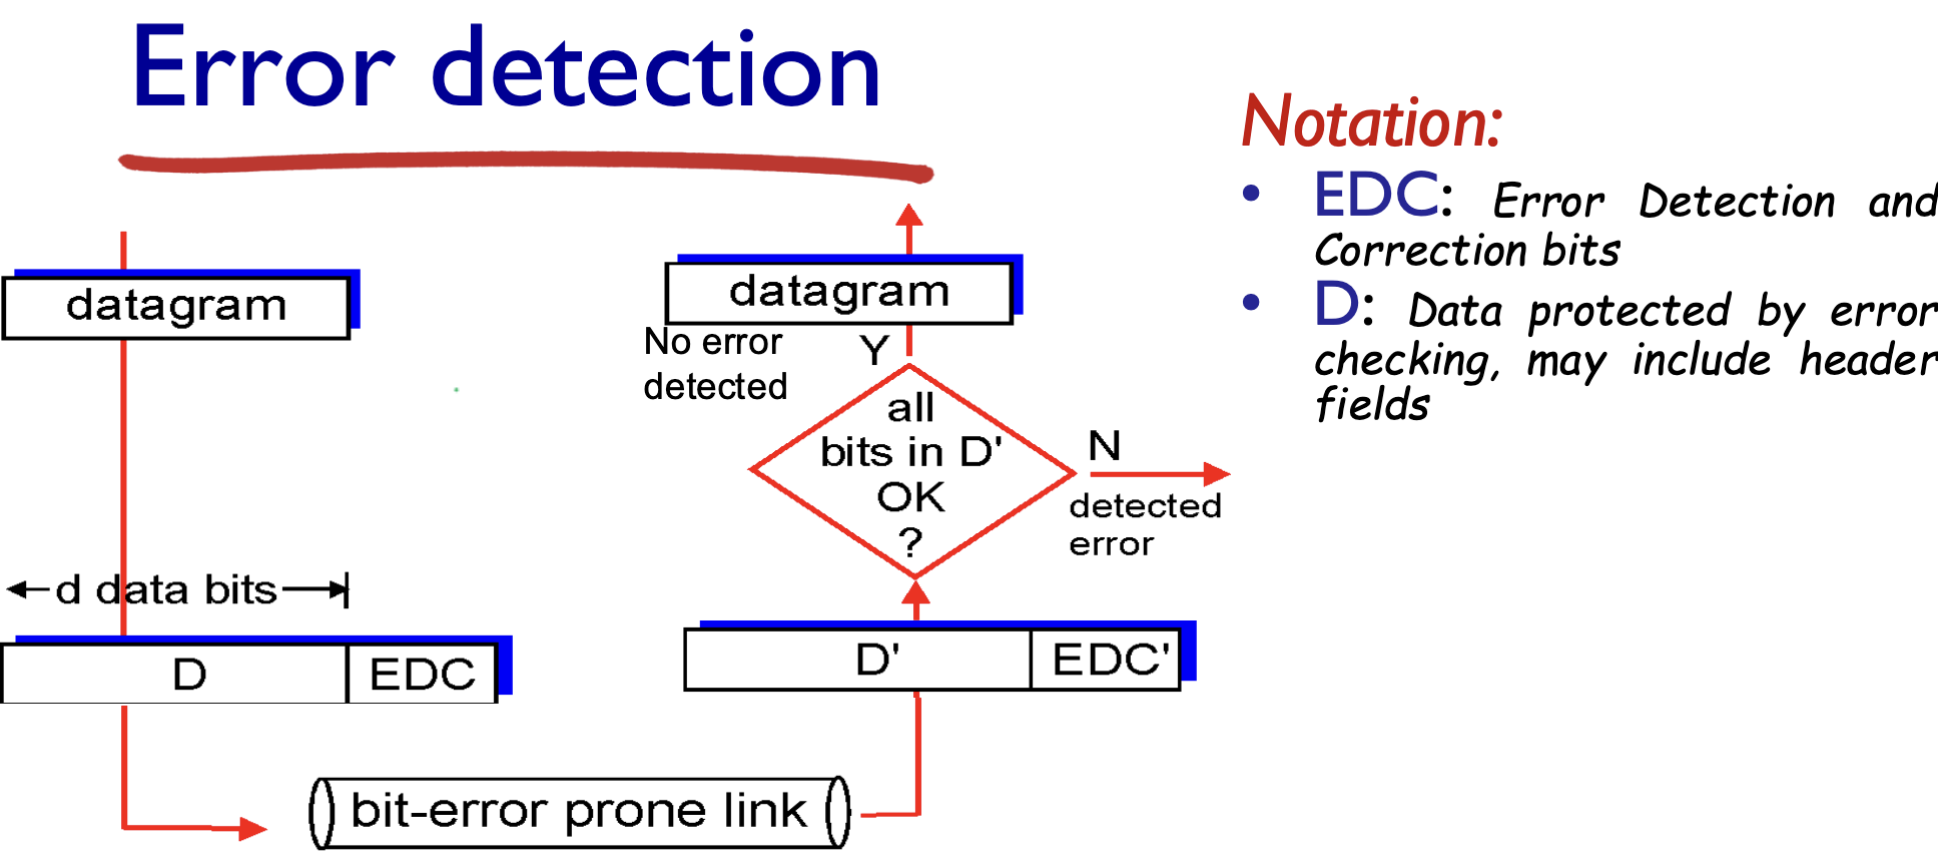 Error detection
Notation:
• EDC: Error Detection and
Correction bits
• D: Data protected by error
checking, may include header
fields
datagram
d data bits
D
EDC
bit-error prone link
datagram
No error
detected
Y
all
bits in D'
OK
?
N
detected
error
D'
EDC'